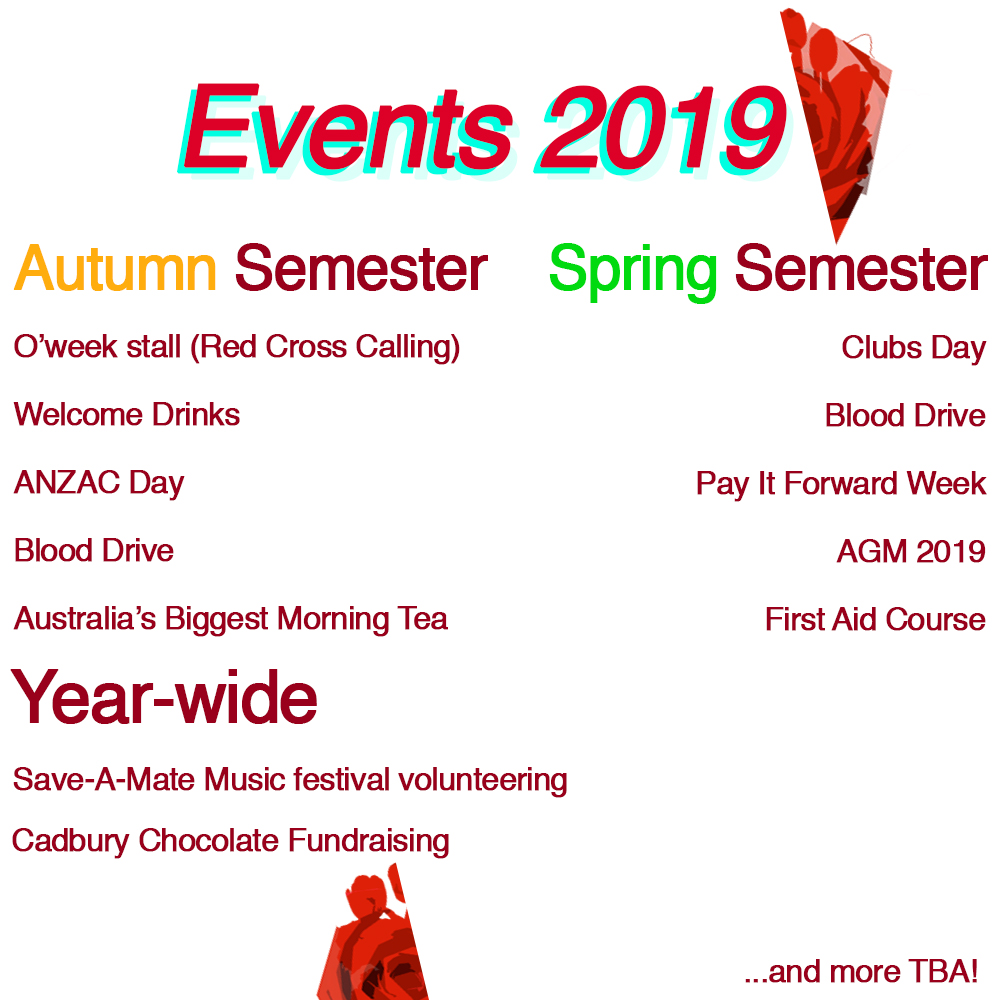 Events 2019
Autumn Semester
O’week stall (Red Cross Calling)
Welcome Drinks
ANZAC Day
Blood Drive
Australia’s Biggest Morning Tea
Spring Semester
Clubs Day
Blood Drive
Pay It Forward Week
AGM 2019
First Aid Course
Year-wide
Save-A-Mate Music festival volunteering
Cadbury Chocolate Fundraising
...and more TBA!